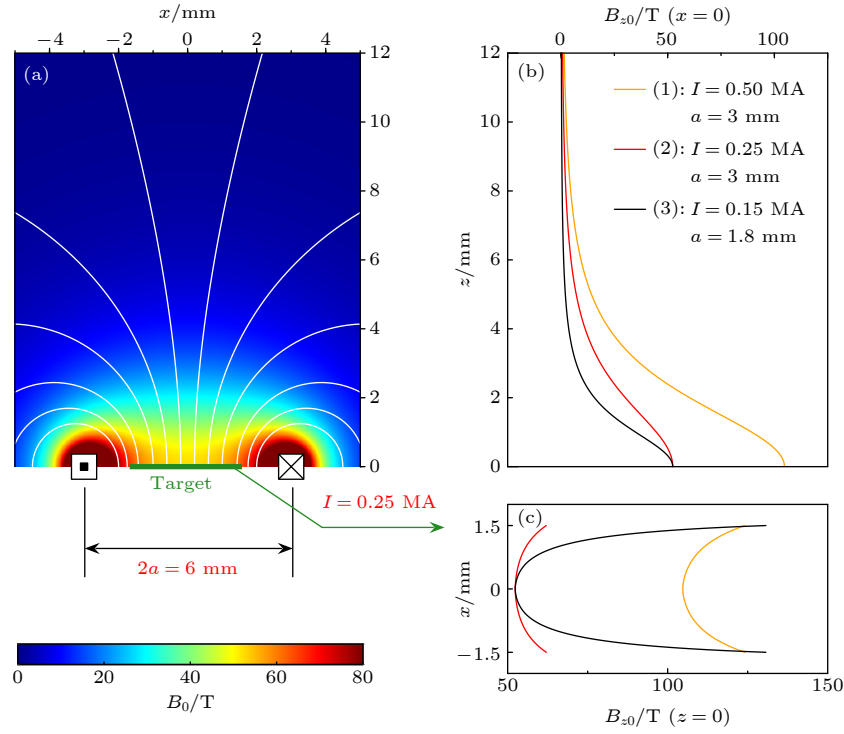 x/mm
−4 −2 0 2 4
(a)
12
10
8
6
4
2
0
Target
I = 0.25 MA
2a = 6 mm
0 20 40 60 80
B₀/T
B_z0/T (x = 0)
0 50 100
(b)
(1): I = 0.50 MA
a = 3 mm
(2): I = 0.25 MA
a = 3 mm
(3): I = 0.15 MA
a = 1.8 mm
z/mm
12
10
8
6
4
2
0
(c)
x/mm
1.5
0
−1.5
50 100 150
B_z0/T (z = 0)